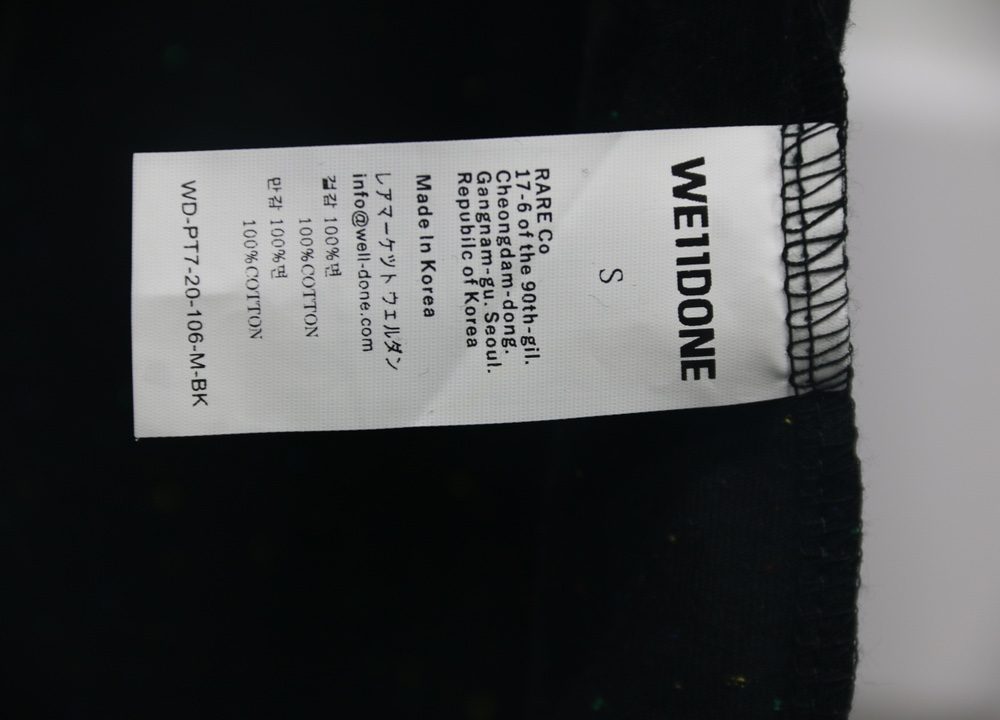 WE11DONE
S
RARE Co
17-6 of the 90th-gil.
Cheongdam-dong.
Gangnam-gu. Seoul.
Repubilc of Korea
Made In Korea
レアマーケット ウェルダン
info@well-done.com
겉감 100%면
100%COTTON
안감 100%면
100%COTTON
WD-PT7-20-106-M-BK